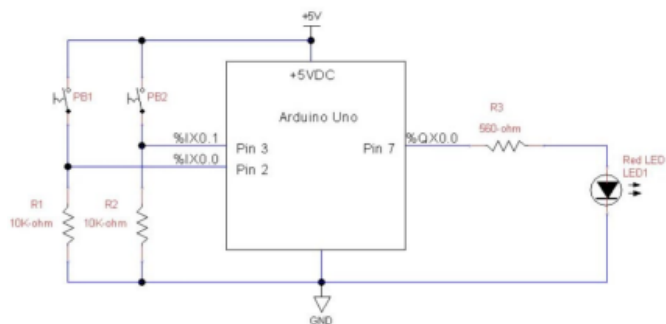 +5V
+5VDC
PB1
PB2
Arduino Uno
R3
560-ohm
%IX0.1
Pin 3
%IX0.0
Pin 2
Pin 7
%QX0.0
Red LED
LED1
R1
10K-ohm
R2
10K-ohm
GND